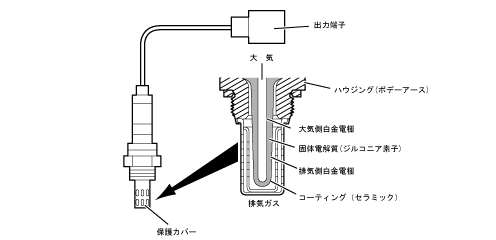 出力端子
大 気
ハウジング(ボデーアース)
大気側白金電極
固体電解質(ジルコニア素子)
排気側白金電極
コーティング (セラミック)
排気ガス
保護カバー